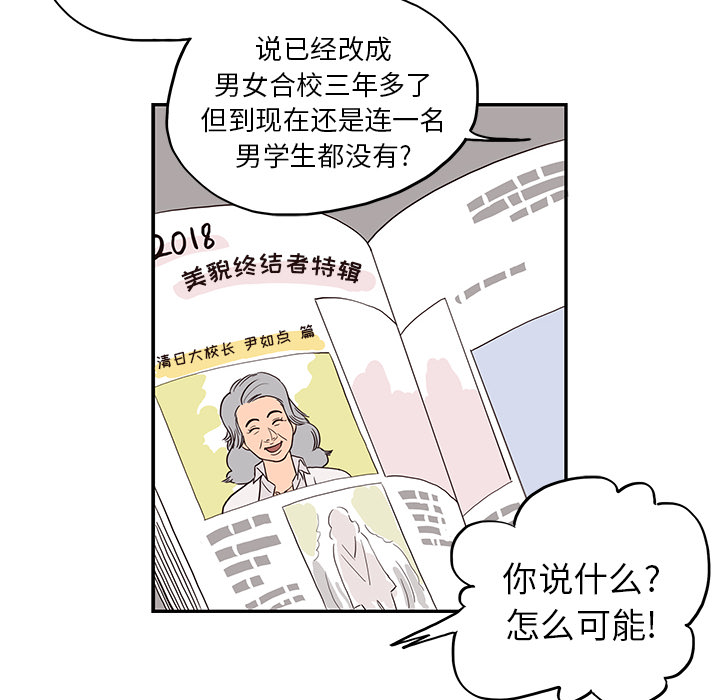 说已经改成
男女合校三年多了
但到现在还是连一名
男学生都没有?
2018
美貌终结者特辑
清日大校长 尹如点 篇
你说什么?
怎么可能!